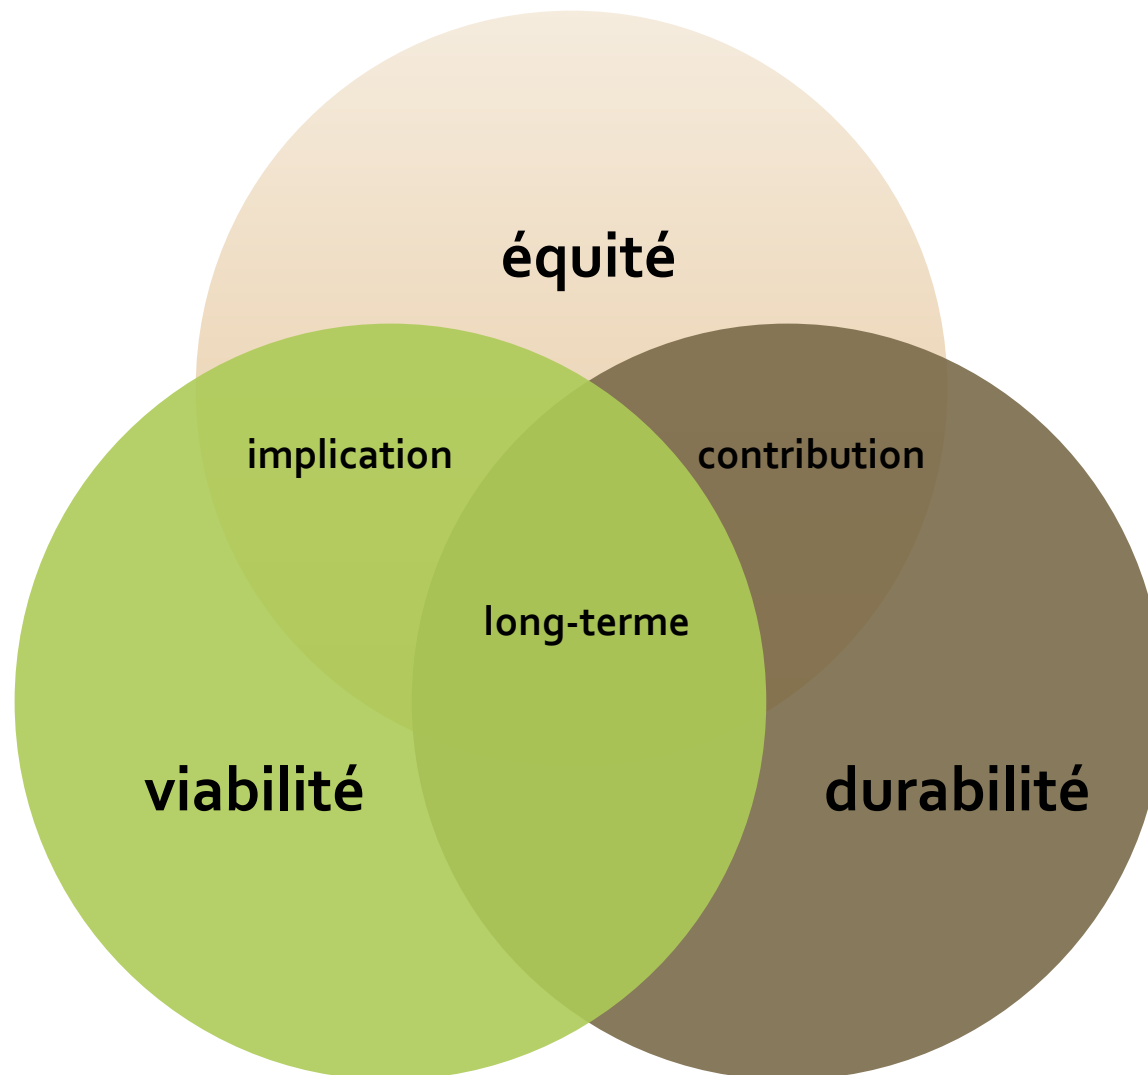 équité
implication
contribution
long-terme
viabilité
durabilité